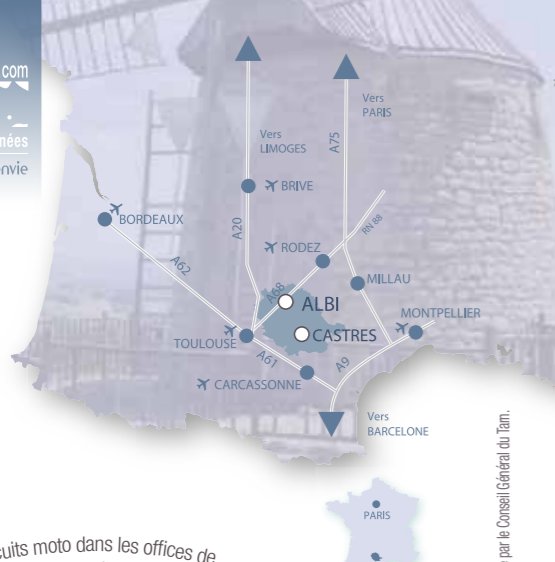 com
nées
envie
Vers
PARIS
Vers
LIMOGES
A75
BRIVE
A20
RN 88
BORDEAUX
RODEZ
A62
A68
MILLAU
ALBI
MONTPELLIER
CASTRES
TOULOUSE
A61
A9
CARCASSONNE
Vers
BARCELONE
par le Conseil Général du Tarn.
PARIS
uits moto dans les offices de